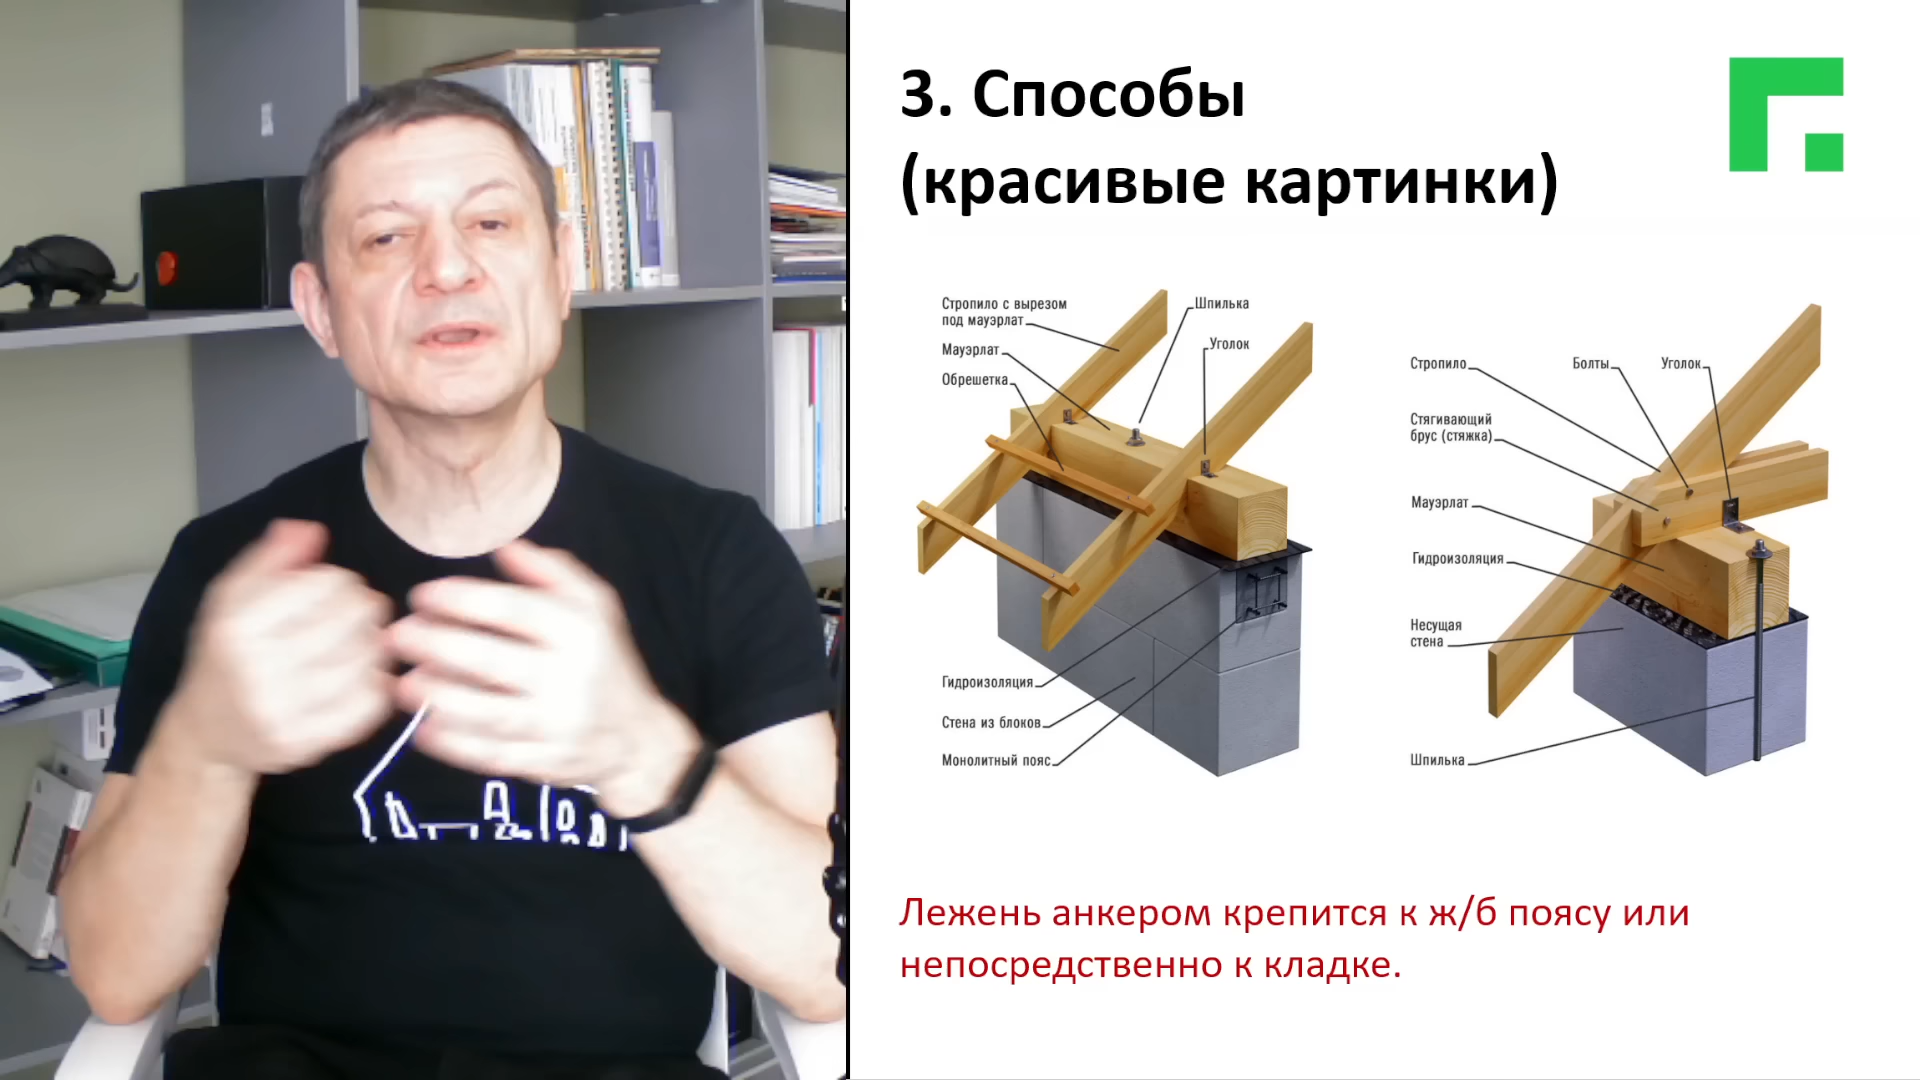 3. Способы
(красивые картинки)
Стропило с вырезом
под мауэрлат
Мауэрлат
Обрешетка
Шпилька
Уголок
Гидроизоляция
Стена из блоков
Монолитный пояс
Стропило
Болты
Уголок
Стягивающий
брус (стяжка)
Мауэрлат
Гидроизоляция
Несущая
стена
Шпилька
Лежень анкером крепится к ж/б поясу или
непосредственно к кладке.